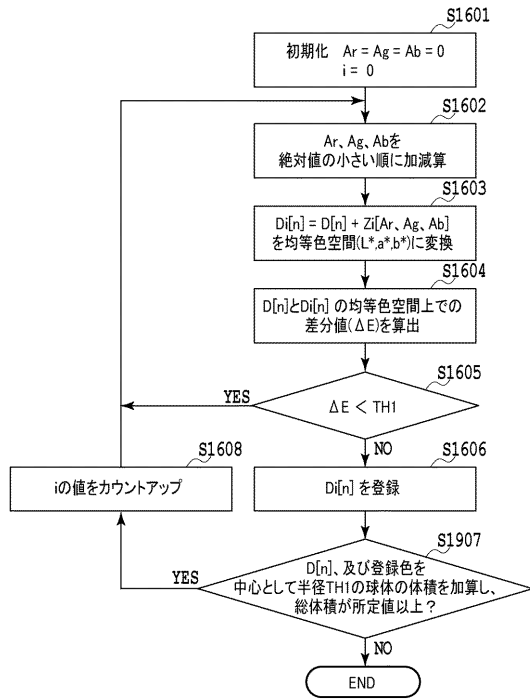 S1601
初期化 Ar = Ag = Ab = 0
i = 0
S1602
Ar、Ag、Abを
絶対値の小さい順に加減算
S1603
Di[n] = D[n] + Zi[Ar、Ag、Ab]
を均等色空間(L*,a*,b*)に変換
S1604
D[n]とDi[n] の均等色空間上での
差分値(ΔE)を算出
S1605
YES
ΔE < TH1
NO
S1608
iの値をカウントアップ
S1606
Di[n] を登録
S1907
YES
D[n]、及び登録色を
中心として半径TH1の球体の体積を加算し、
総体積が所定値以上?
NO
END